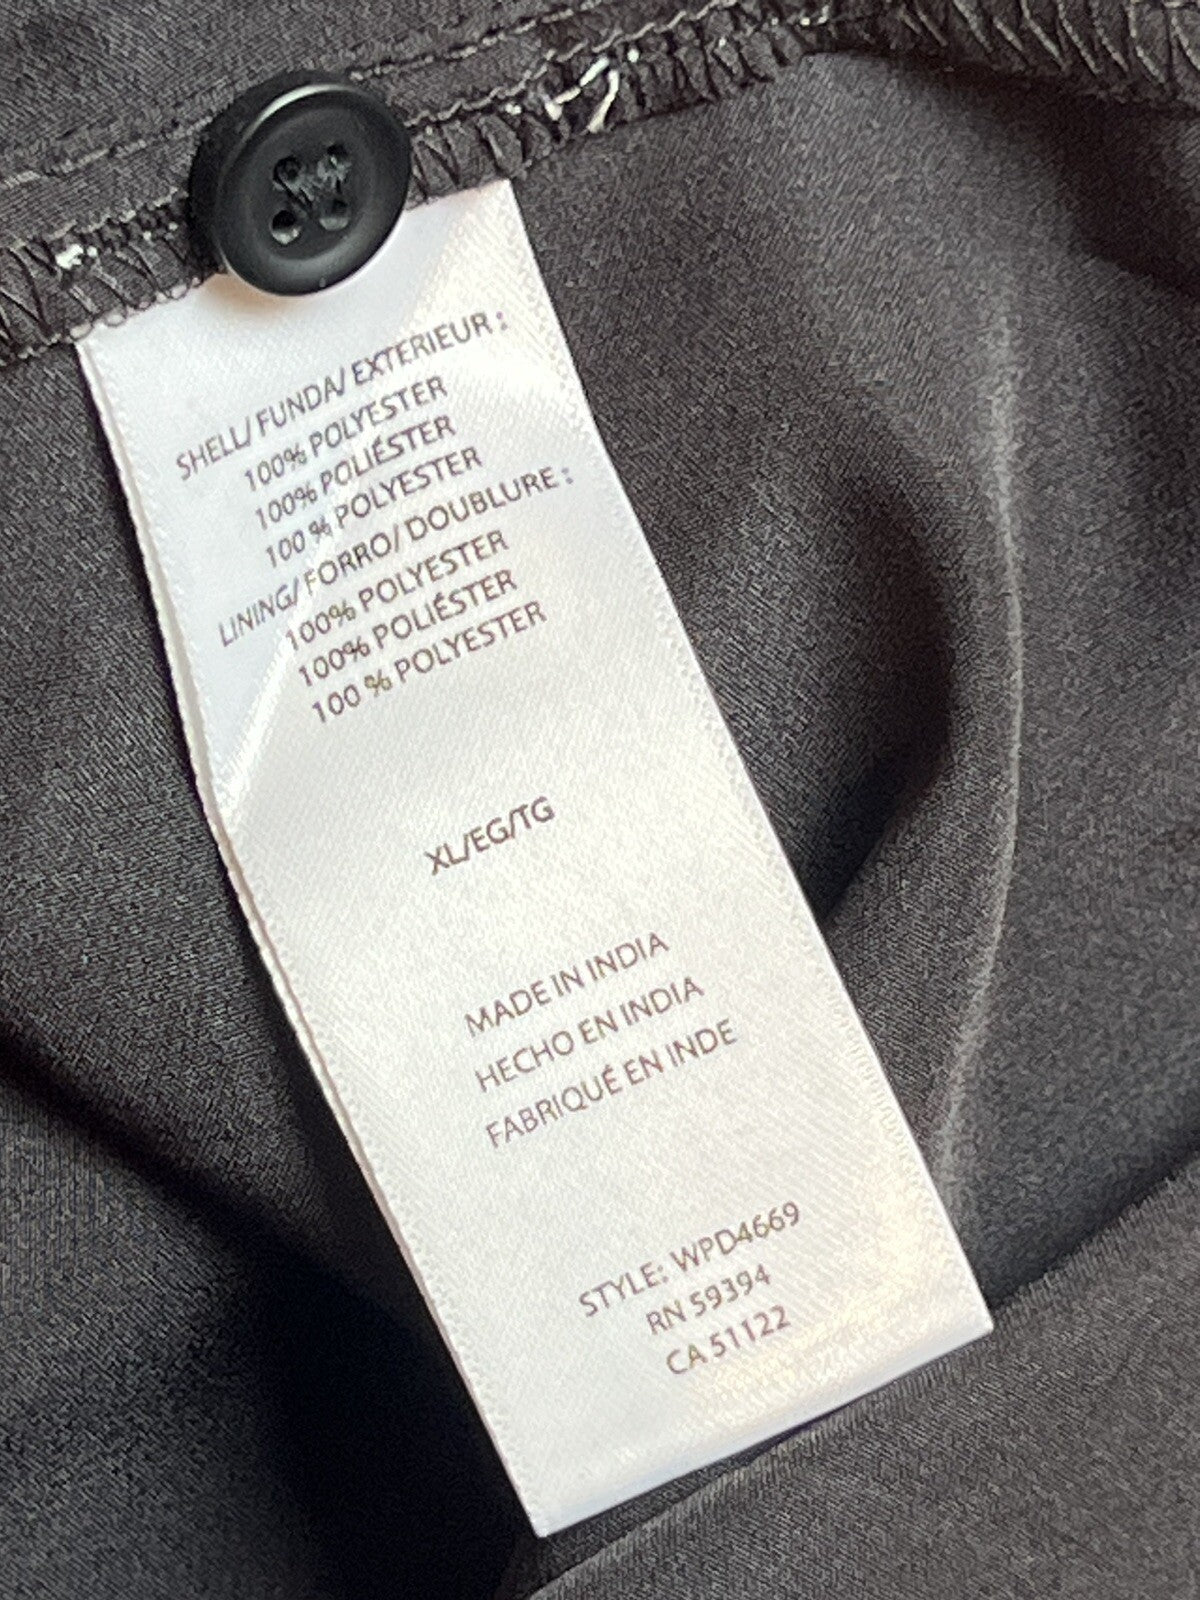 SHELL/ FUNDA/ EXTERIEUR :
100% POLYESTER
100% POLIÉSTER
100 % POLYESTER
LINING/ FORRO/ DOUBLURE :
100% POLYESTER
100% POLIÉSTER
100 % POLYESTER
XL/EG/TG
MADE IN INDIA
HECHO EN INDIA
FABRIQUÉ EN INDE
STYLE: WPD4669
RN 59394
CA 51122